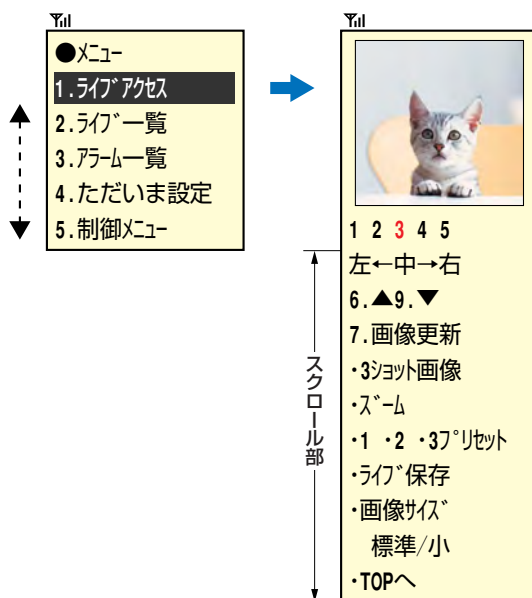 ●ﾒﾆｭｰ
1.ﾗｲﾌﾞｱｸｾｽ
2.ﾗｲﾌﾞ一覧
3.ｱﾗｰﾑ一覧
4.ただいま設定
5.制御ﾒﾆｭｰ
1 2 3 4 5
左←中→右
6.▲9.▼
7.画像更新
・3ｼｮｯﾄ画像
・ｽﾞｰﾑ
・1 ・2 ・3ﾌﾟﾘｾｯﾄ
・ﾗｲﾌﾞ保存
・画像ｻｲｽﾞ
標準/小
・TOPへ
スクロール部